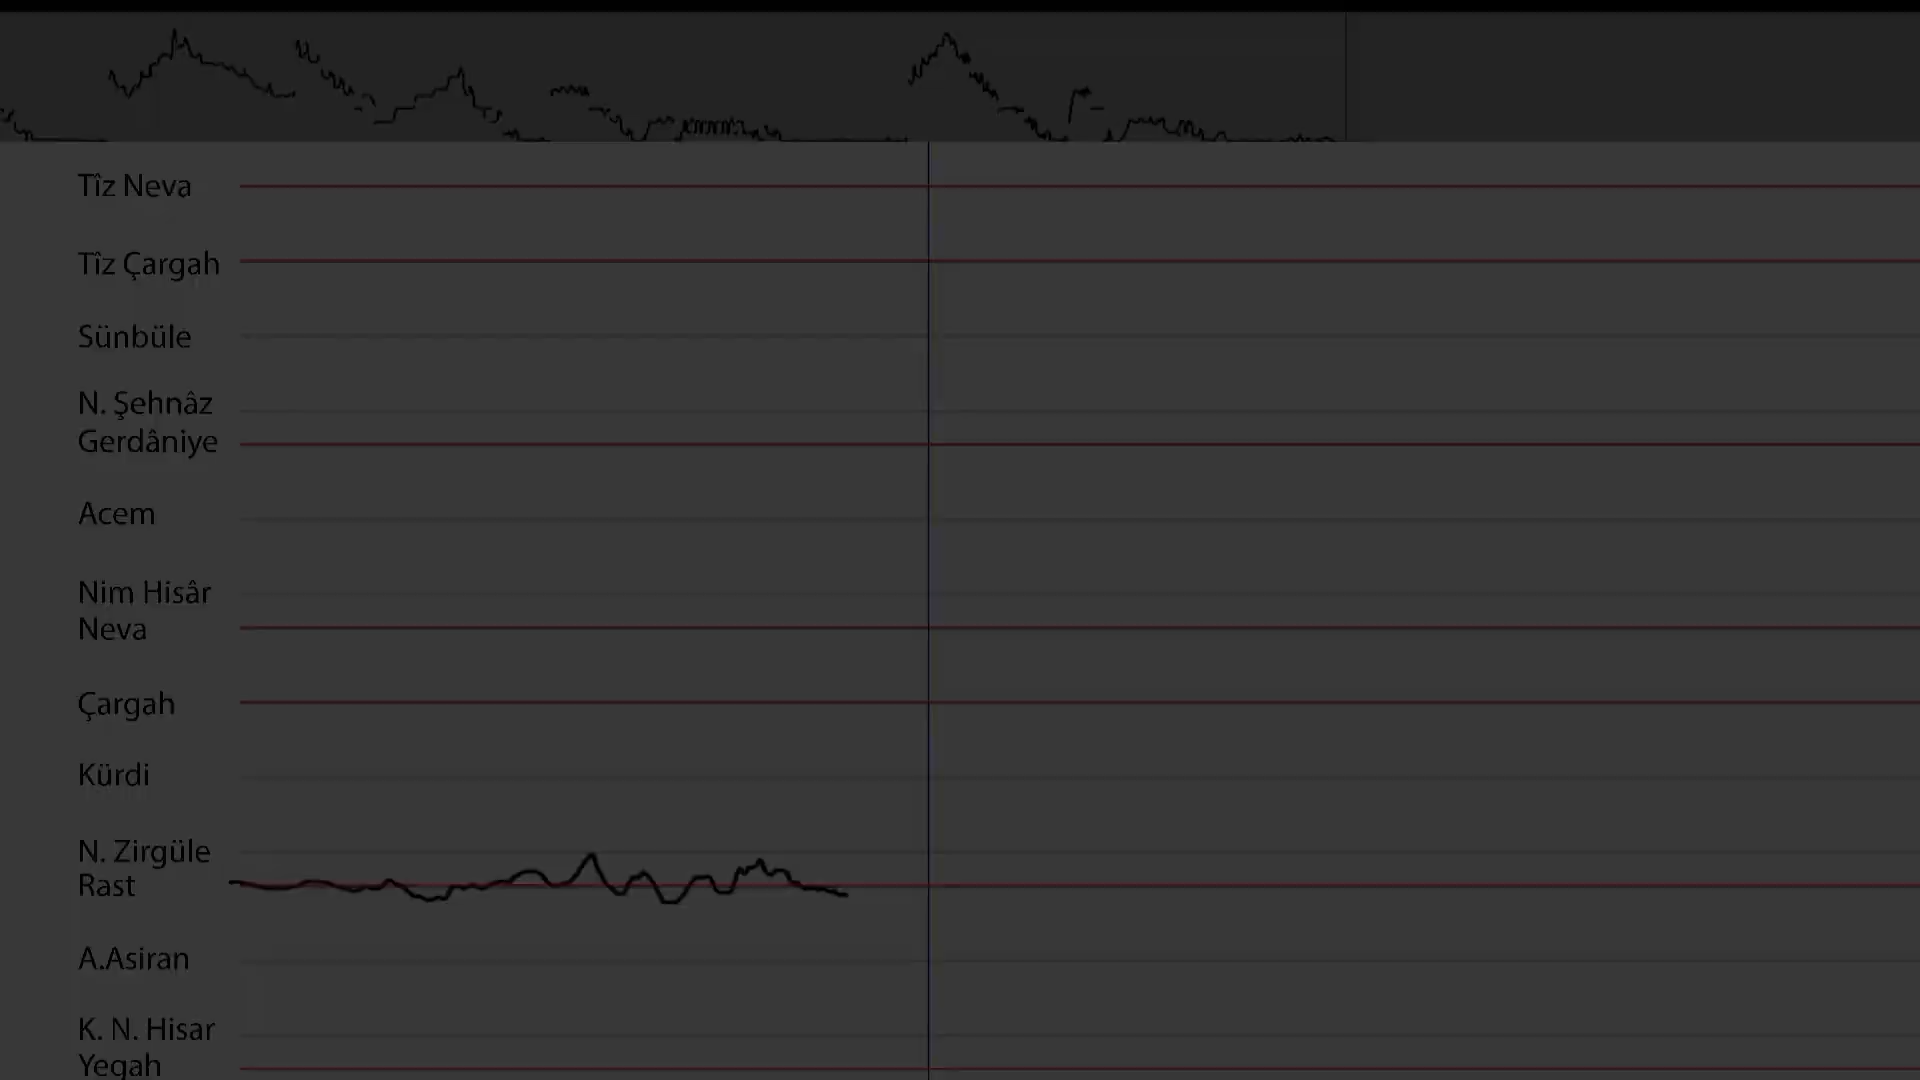 Tîz Neva
Tîz Çargah
Sünbüle
N. Şehnâz
Gerdâniye
Acem
Nim Hisâr
Neva
Çargah
Kürdi
N. Zirgüle
Rast
A.Asiran
K. N. Hisar
Yegah